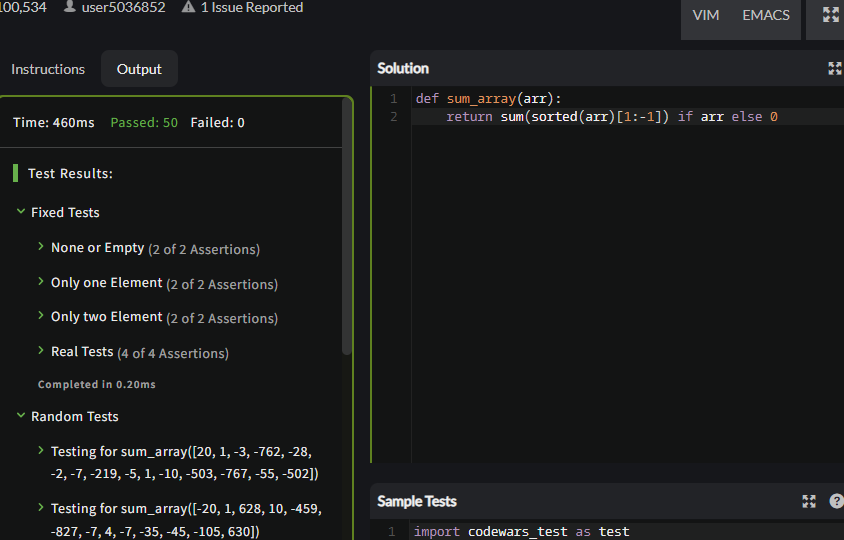 100,534 user5036852 1 Issue Reported
VIM EMACS
Instructions Output
Time: 460ms Passed: 50 Failed: 0
Test Results:
Fixed Tests
None or Empty (2 of 2 Assertions)
Only one Element (2 of 2 Assertions)
Only two Element (2 of 2 Assertions)
Real Tests (4 of 4 Assertions)
Completed in 0.20ms
Random Tests
Testing for sum_array([20, 1, -3, -762, -28,
-2, -7, -219, -5, 1, -10, -503, -767, -55, -502])
Testing for sum_array([-20, 1, 628, 10, -459,
-827, -7, 4, -7, -35, -45, -105, 630])
Solution
1 def sum_array(arr):
2 return sum(sorted(arr)[1:-1]) if arr else 0
Sample Tests
?
1 import codewars_test as test